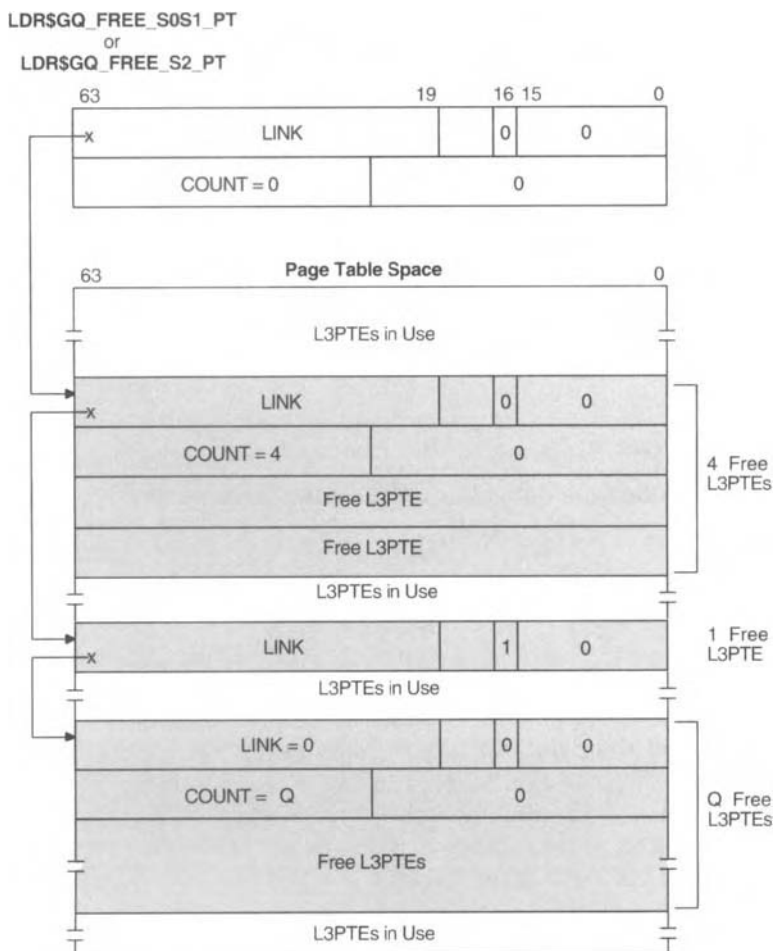 LDR$GQ_FREE_S0S1_PT
or
LDR$GQ_FREE_S2_PT
63 19 16 15 0
x LINK 0 0
COUNT = 0 0
63 Page Table Space 0
L3PTEs in Use
x LINK 0 0
COUNT = 4 0
Free L3PTE
Free L3PTE
4 Free
L3PTEs
L3PTEs in Use
x LINK 1 0
1 Free
L3PTE
L3PTEs in Use
LINK = 0 0 0
COUNT = Q 0
Free L3PTEs
Q Free
L3PTEs
L3PTEs in Use